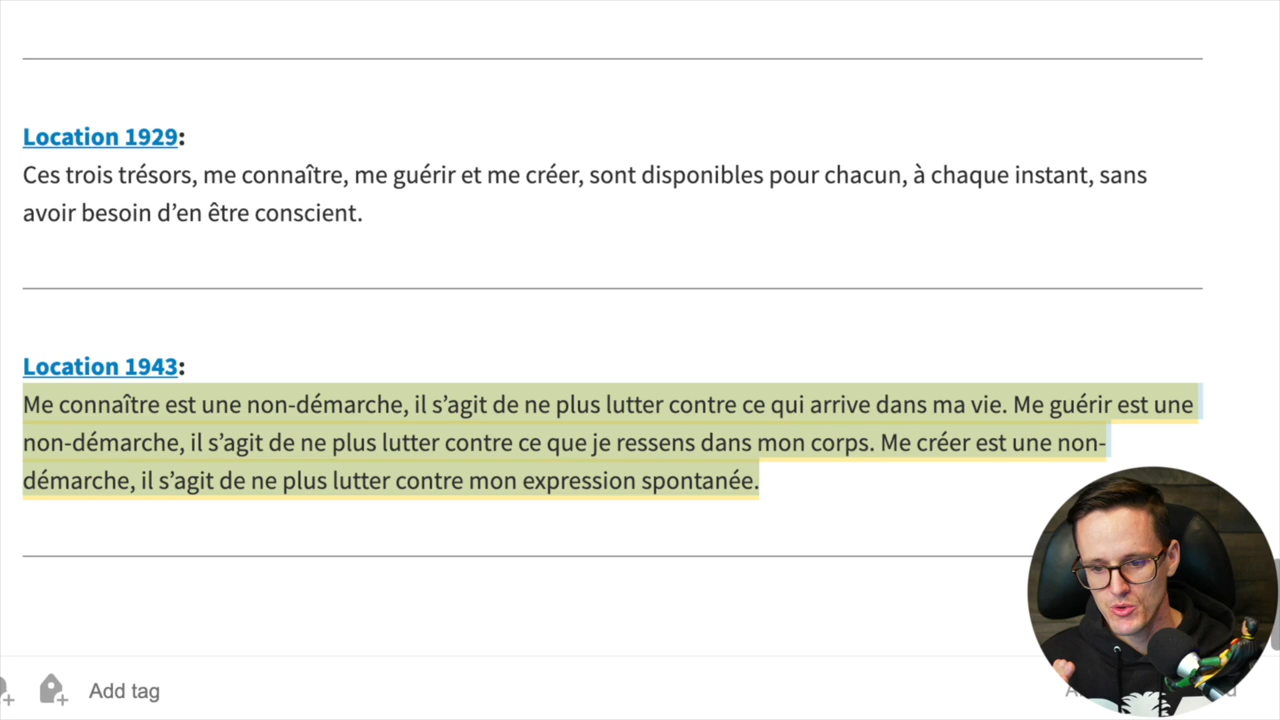 Location 1929:
Ces trois trésors, me connaître, me guérir et me créer, sont disponibles pour chacun, à chaque instant, sans
avoir besoin d’en être conscient.
Location 1943:
Me connaître est une non-démarche, il s’agit de ne plus lutter contre ce qui arrive dans ma vie. Me guérir est une
non-démarche, il s’agit de ne plus lutter contre ce que je ressens dans mon corps. Me créer est une non-
démarche, il s’agit de ne plus lutter contre mon expression spontanée.
Add tag